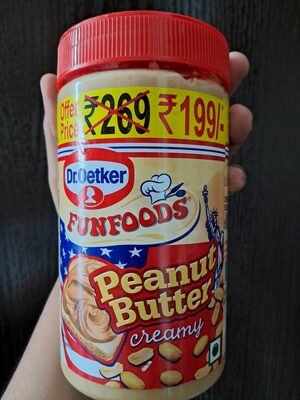 Offer Price ₹269 ₹199/-
Dr.Oetker
FUNFOODS®
Peanut
Butter
creamy